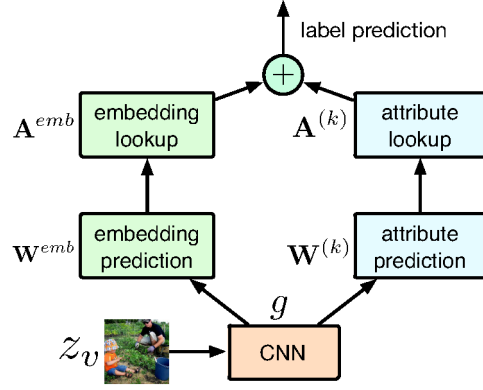 label prediction
+
A^{emb}
embedding
lookup
A^{(k)}
attribute
lookup
W^{emb}
embedding
prediction
W^{(k)}
attribute
prediction
g
z_v
CNN